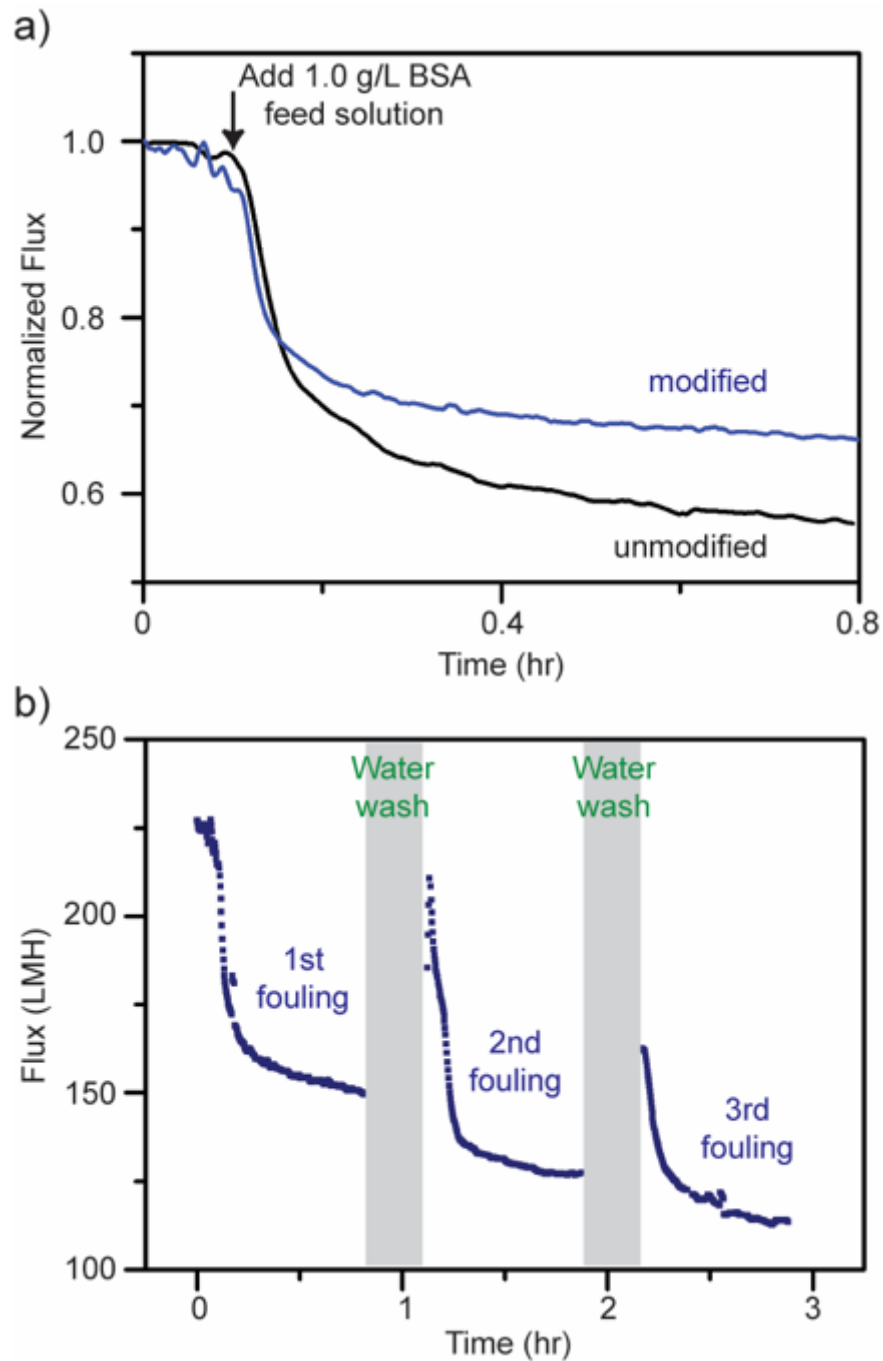 a)
Add 1.0 g/L BSA
feed solution
1.0
0.8
0.6
Normalized Flux
modified
unmodified
0
0.4
0.8
Time (hr)
b)
250
200
150
100
Flux (LMH)
Water
wash
Water
wash
1st
fouling
2nd
fouling
3rd
fouling
0
1
2
3
Time (hr)